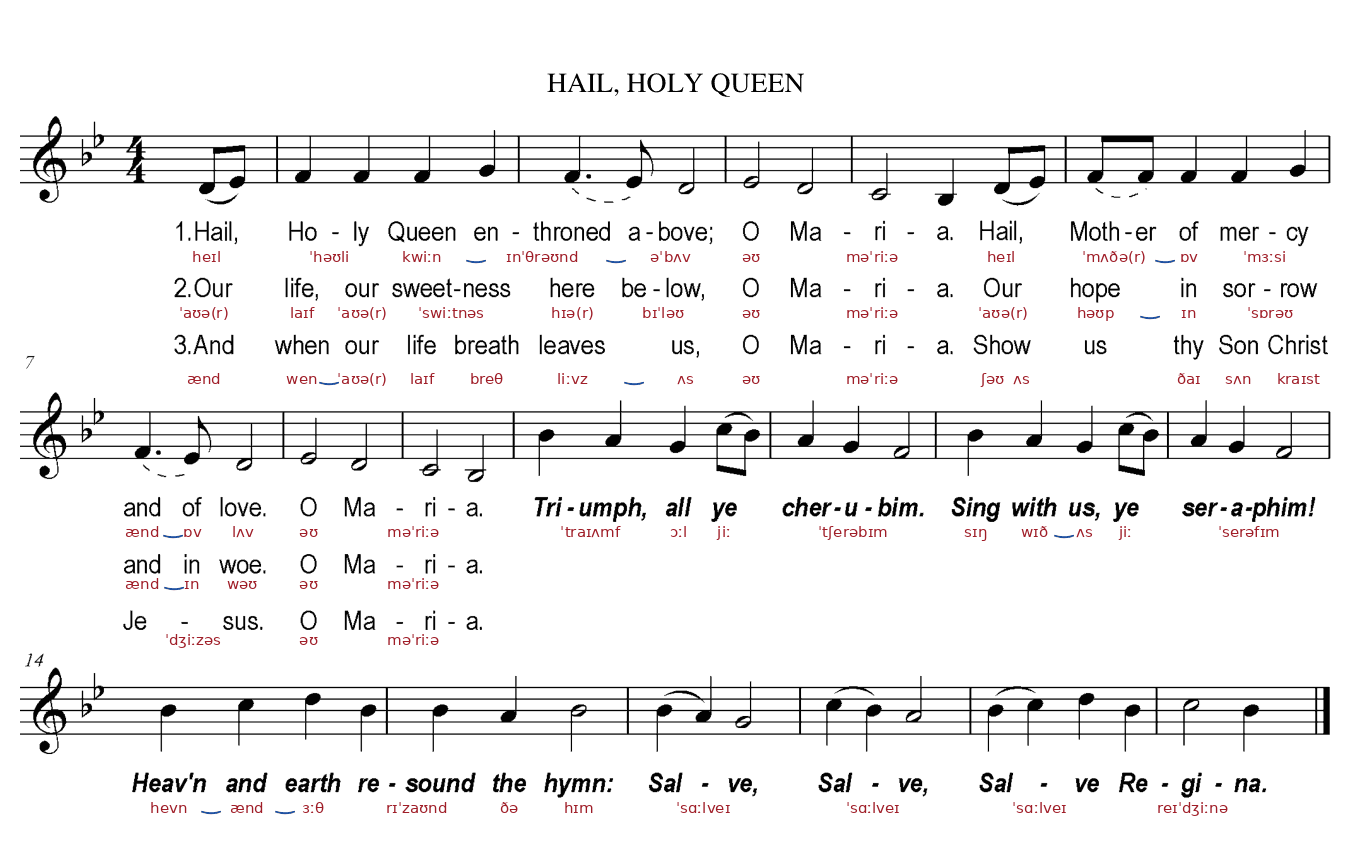 HAIL, HOLY QUEEN
4/4
1.Hail, Ho - ly Queen en - throned a - bove; O Ma - ri - a. Hail, Moth - er of mer - cy
heɪl ˈhəʊli kwiːn ‿ ɪnˈθrəʊnd ‿ əˈbʌv əʊ məˈriːə heɪl ˈmʌðə(r) ‿ ɒv ˈmɜːsi
2.Our life, our sweet-ness here be - low, O Ma - ri - a. Our hope in sor - row
ˈaʊə(r) laɪf ˈaʊə(r) ˈswiːtnəs hɪə(r) bɪˈləʊ əʊ məˈriːə ˈaʊə(r) həʊp ‿ ɪn ˈsɒrəʊ
3.And when our life breath leaves us, O Ma - ri - a. Show us thy Son Christ
ænd wen‿ˈaʊə(r) laɪf breθ liːvz ‿ ʌs əʊ məˈriːə ʃəʊ ʌs ðaɪ sʌn kraɪst
7
and of love. O Ma - ri - a. Tri - umph, all ye cher - u - bim. Sing with us, ye ser - a - phim!
ænd ‿ ɒv lʌv əʊ məˈriːə ˈtraɪʌmf ɔːl jiː ˈtʃerəbɪm sɪŋ wɪð ‿ ʌs jiː ˈserəfɪm
and in woe. O Ma - ri - a.
ænd ‿ ɪn wəʊ əʊ məˈriːə
Je - sus. O Ma - ri - a.
ˈdʒiːzəs əʊ məˈriːə
14
Heav'n and earth re - sound the hymn: Sal - ve, Sal - ve, Sal - ve Re - gi - na.
hevn ‿ ænd ‿ ɜːθ rɪˈzaʊnd ðə hɪm ˈsɑːlveɪ ˈsɑːlveɪ ˈsɑːlveɪ reɪˈdʒiːnə